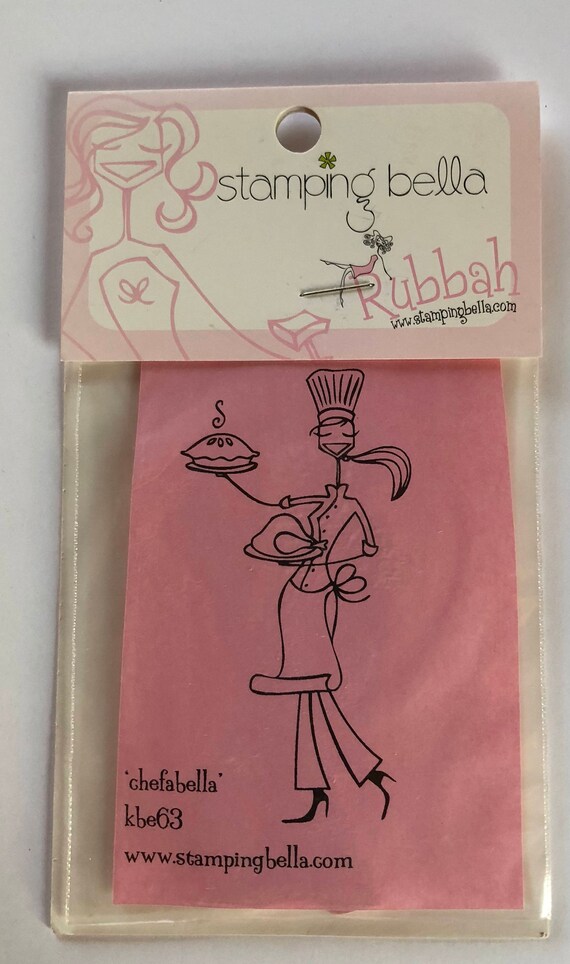 stamping bella
Rubbah
www.stampingbella.com
'chefabella'
kbe63
www.stampingbella.com